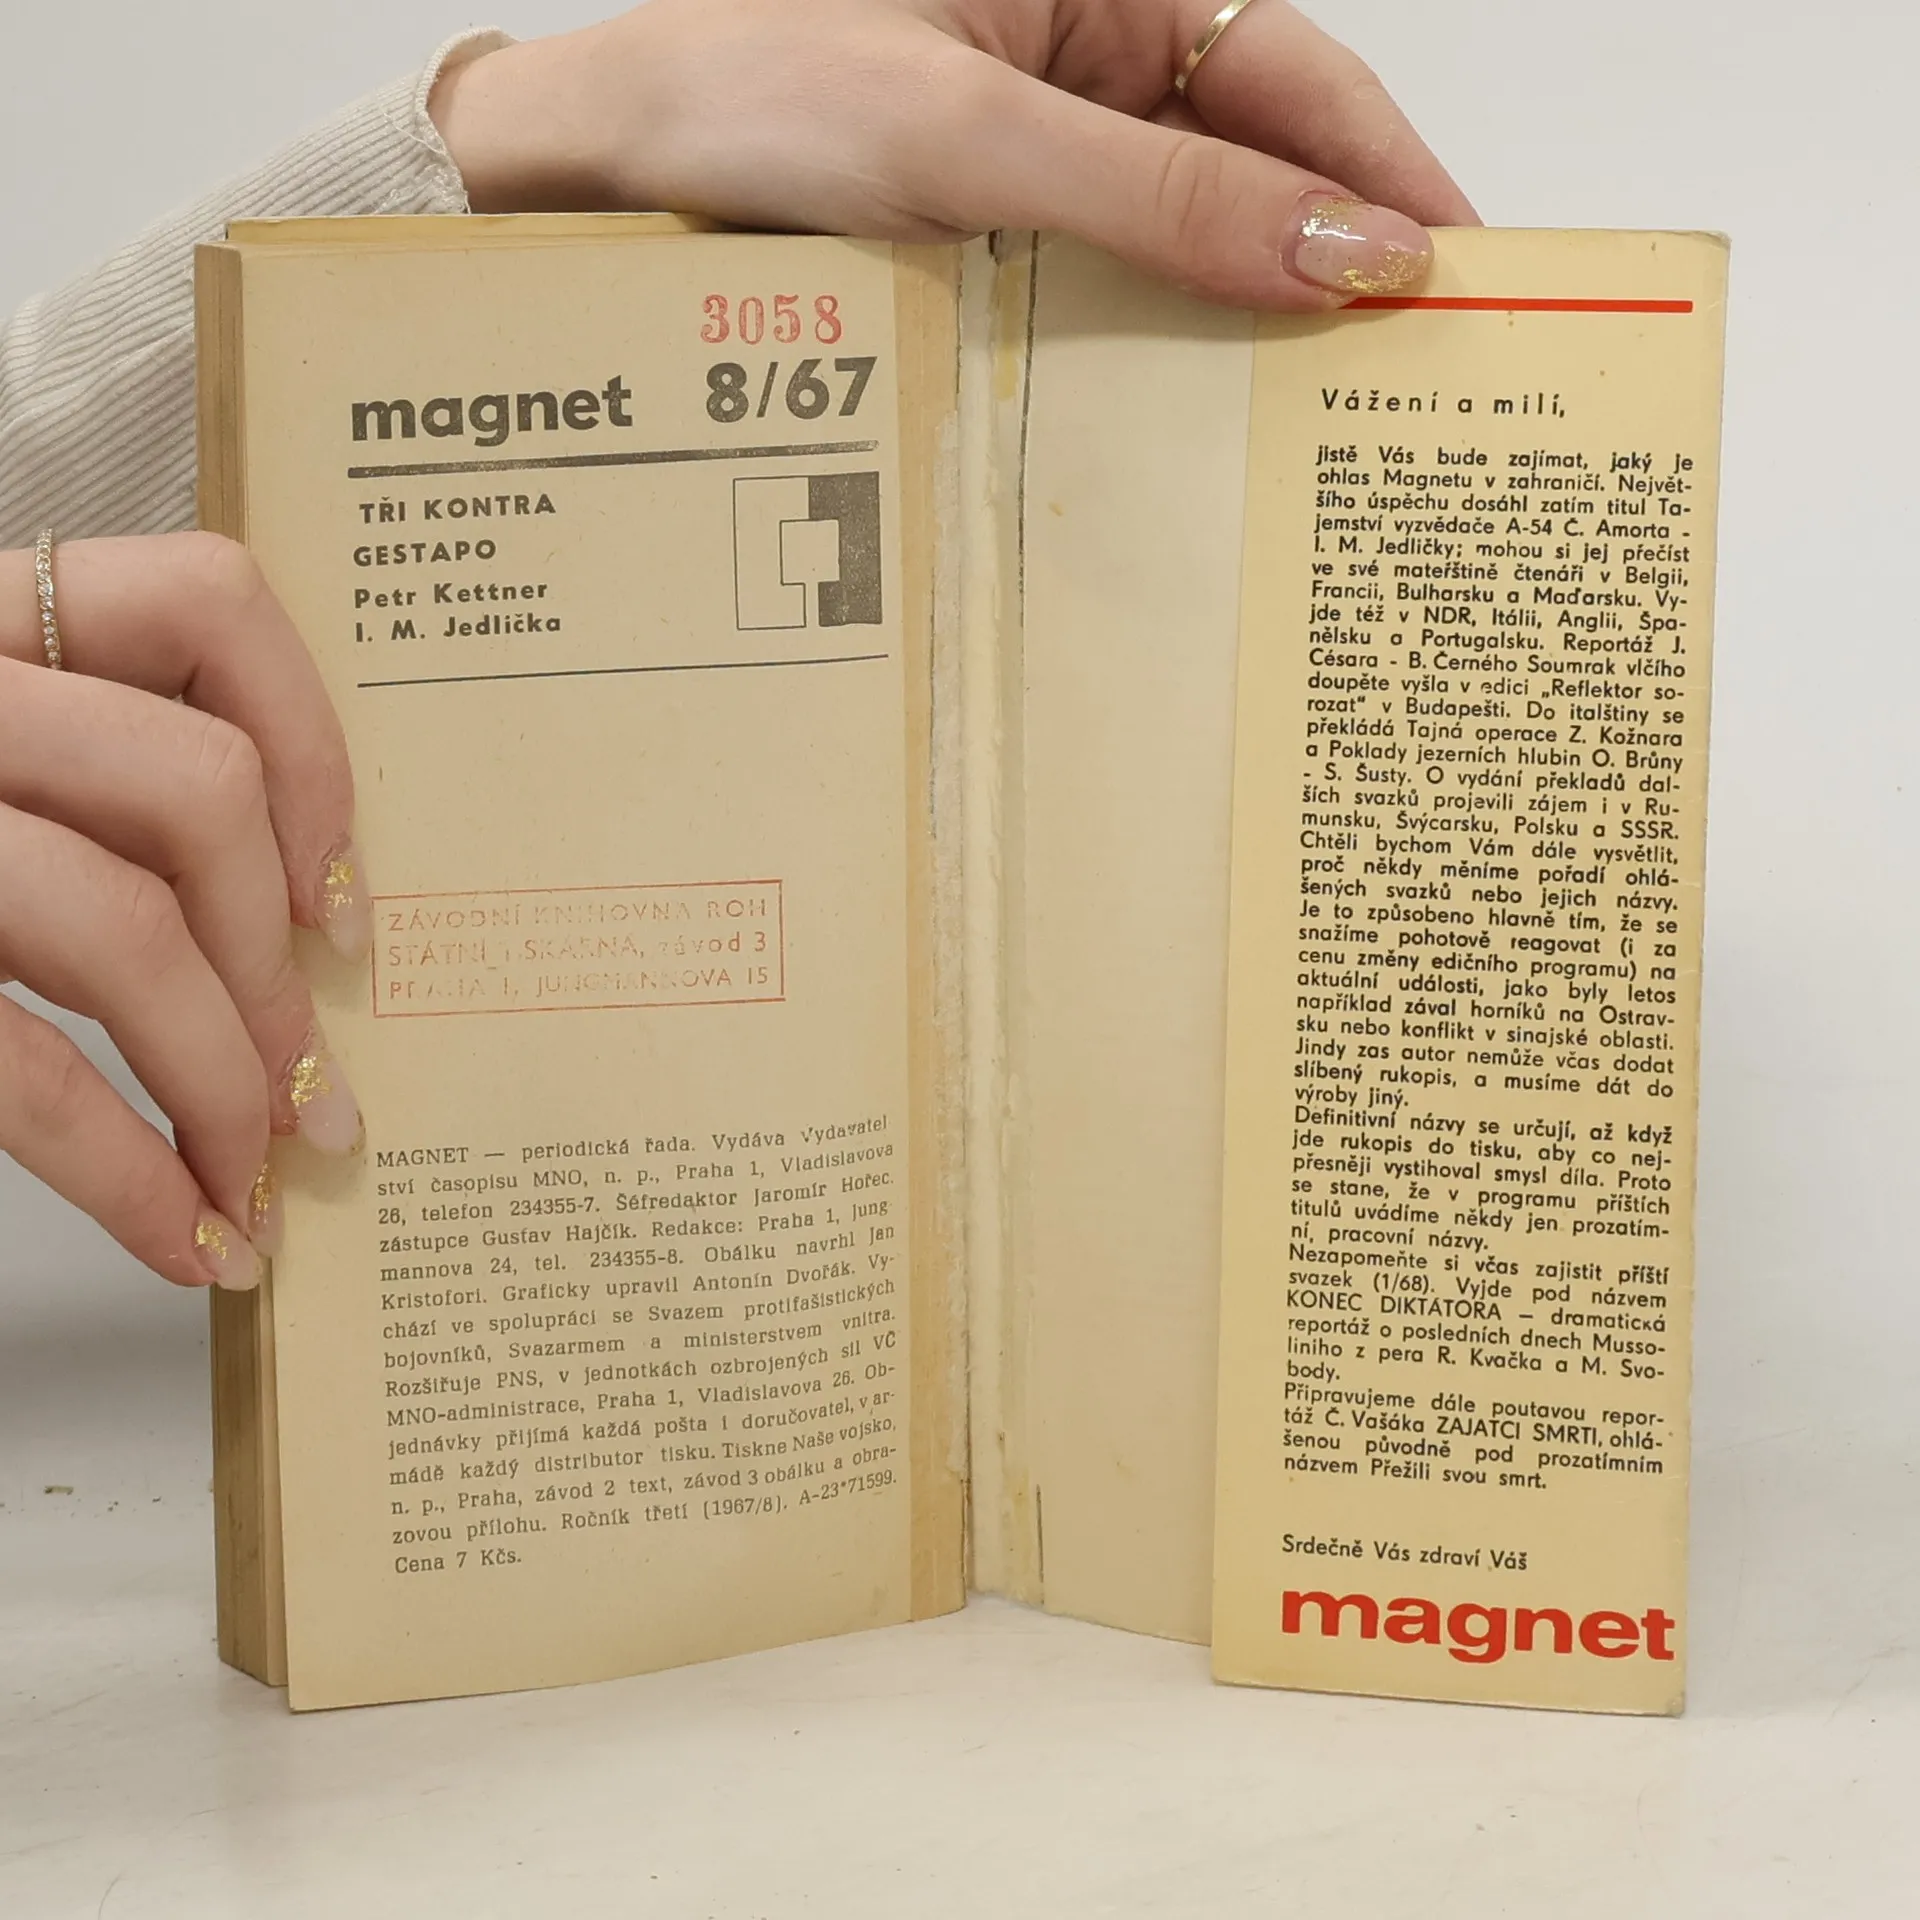 3058
magnet 8/67
TŘI KONTRA
GESTAPO
Petr Kettner
I. M. Jedlička
ZÁVODNÍ KNIHOVNA ROH
STÁTNÍ TISKÁRNA, závod 3
PRAHA 1, JUNGMANNOVA 15
MAGNET — periodická řada. Vydává Vydavatel
ství časopisu MNO, n. p., Praha 1, Vladislavova
26, telefon 234355-7. Šéfredaktor Jaromír Hořec.
zástupce Gustav Hajčík. Redakce: Praha 1, Jung-
mannova 24, tel. 234355-8. Obálku navrhl Jan
Kristofori. Graficky upravil Antonín Dvořák. Vy-
chází ve spolupráci se Svazem protifašistických
bojovníků, Svazarmem a ministerstvem vnitra.
Rozšiřuje PNS, v jednotkách ozbrojených sil VČ
MNO-administrace, Praha 1, Vladislavova 26. Ob-
jednávky přijímá každá pošta i doručovatel, v ar-
mádě každý distributor tisku. Tiskne Naše vojsko,
n. p., Praha, závod 2 text, závod 3 obálku a obra-
zovou přílohu. Ročník třetí (1967/8). A-23*71599.
Cena 7 Kčs.
Vážení a milí,
jistě Vás bude zajímat, jaký je
ohlas Magnetu v zahraničí. Největ-
šího úspěchu dosáhl zatím titul Ta-
jemství vyzvědače A-54 Č. Amorta -
I. M. Jedličky; mohou si jej přečíst
ve své mateřštině čtenáři v Belgii,
Francii, Bulharsku a Maďarsku. Vy-
jde též v NDR, Itálii, Anglii, Špa-
nělsku a Portugalsku. Reportáž J.
Césara - B. Černého Soumrak vlčího
doupěte vyšla v edici „Reflektor so-
rozat“ v Budapešti. Do italštiny se
překládá Tajná operace Z. Kožnara
a Poklady jezerních hlubin O. Brůny
- S. Šusty. O vydání překladů dal-
ších svazků projevili zájem i v Ru-
munsku, Švýcarsku, Polsku a SSSR.
Chtěli bychom Vám dále vysvětlit,
proč někdy měníme pořadí ohlá-
šených svazků nebo jejich názvy.
Je to způsobeno hlavně tím, že se
snažíme pohotově reagovat (i za
cenu změny edičního programu) na
aktuální události, jako byly letos
například zával horníků na Ostrav-
sku nebo konflikt v sinajské oblasti.
Jindy zas autor nemůže včas dodat
slíbený rukopis, a musíme dát do
výroby jiný.
Definitivní názvy se určují, až když
jde rukopis do tisku, aby co nej-
přesněji vystihoval smysl díla. Proto
se stane, že v programu příštích
titulů uvádíme někdy jen prozatím-
ní, pracovní názvy.
Nezapomeňte si včas zajistit příští
svazek (1/68). Vyjde pod názvem
KONEC DIKTÁTORA — dramatická
reportáž o posledních dnech Musso-
liniho z pera R. Kvačka a M. Svo-
body.
Připravujeme dále poutavou repor-
táž Č. Vašáka ZAJATCI SMRTI, ohlá-
šenou původně pod prozatímním
názvem Přežili svou smrt.
Srdečně Vás zdraví Váš
magnet